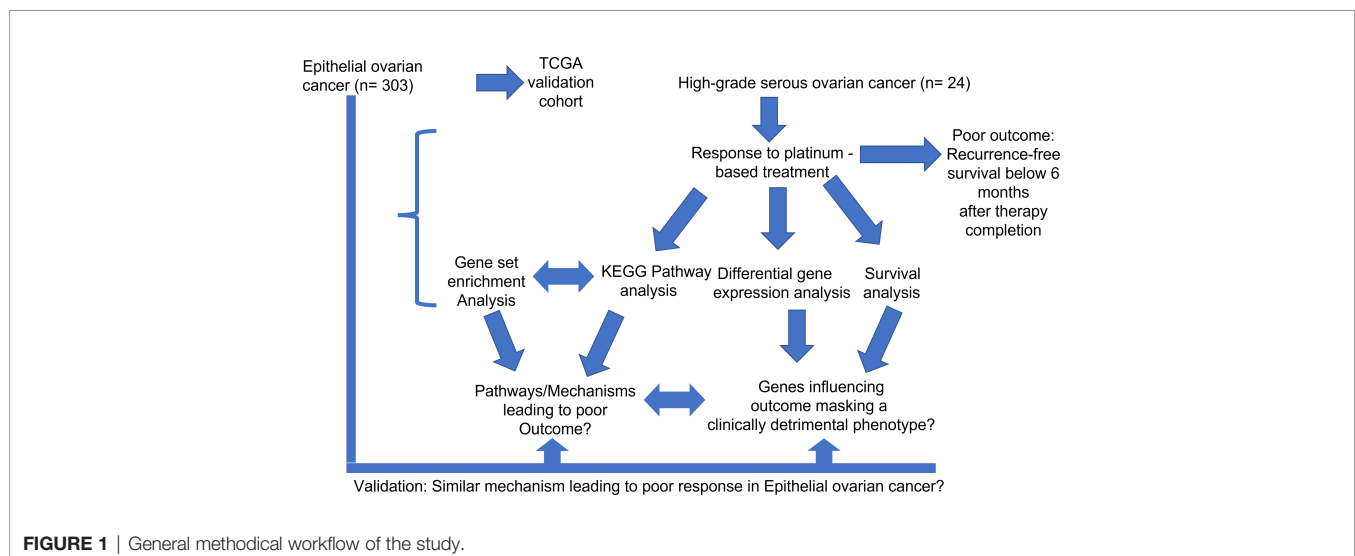 Epithelial ovarian
cancer (n= 303)
TCGA
validation
cohort
High-grade serous ovarian cancer (n= 24)
Response to platinum -
based treatment
Poor outcome:
Recurrence-free
survival below 6
months
after therapy
completion
Gene set
enrichment
Analysis
KEGG Pathway
analysis
Differential gene
expression analysis
Survival
analysis
Pathways/Mechanisms
leading to poor
Outcome?
Genes influencing
outcome masking a
clinically detrimental phenotype?
Validation: Similar mechanism leading to poor response in Epithelial ovarian cancer?
FIGURE 1 | General methodical workflow of the study.